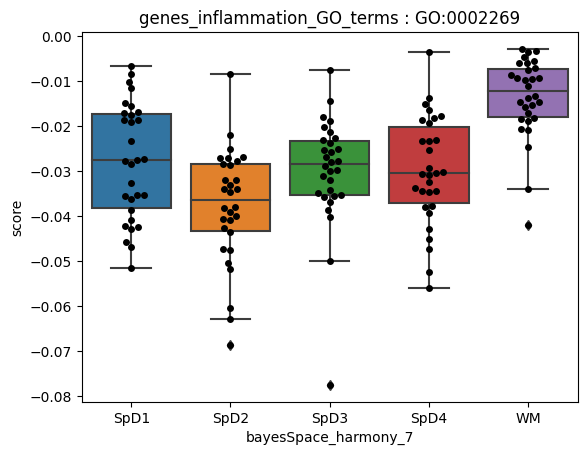 genes_inflammation_GO_terms : GO:0002269
0.00
−0.01
−0.02
−0.03
−0.04
−0.05
−0.06
−0.07
−0.08
score
SpD1 SpD2 SpD3 SpD4 WM
bayesSpace_harmony_7